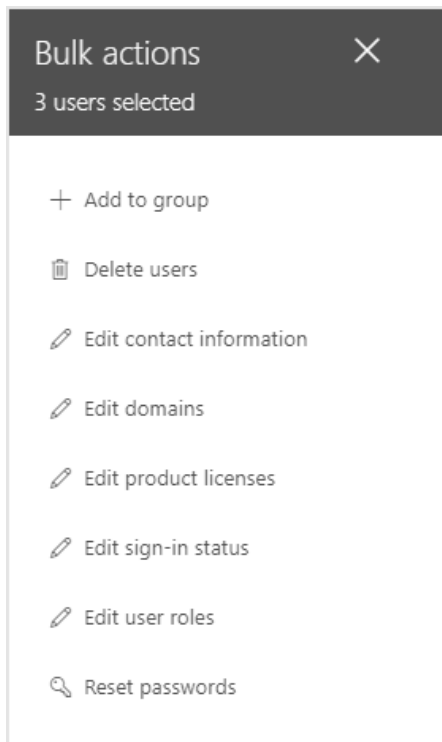 Bulk actions
3 users selected
Add to group
Delete users
Edit contact information
Edit domains
Edit product licenses
Edit sign-in status
Edit user roles
Reset passwords